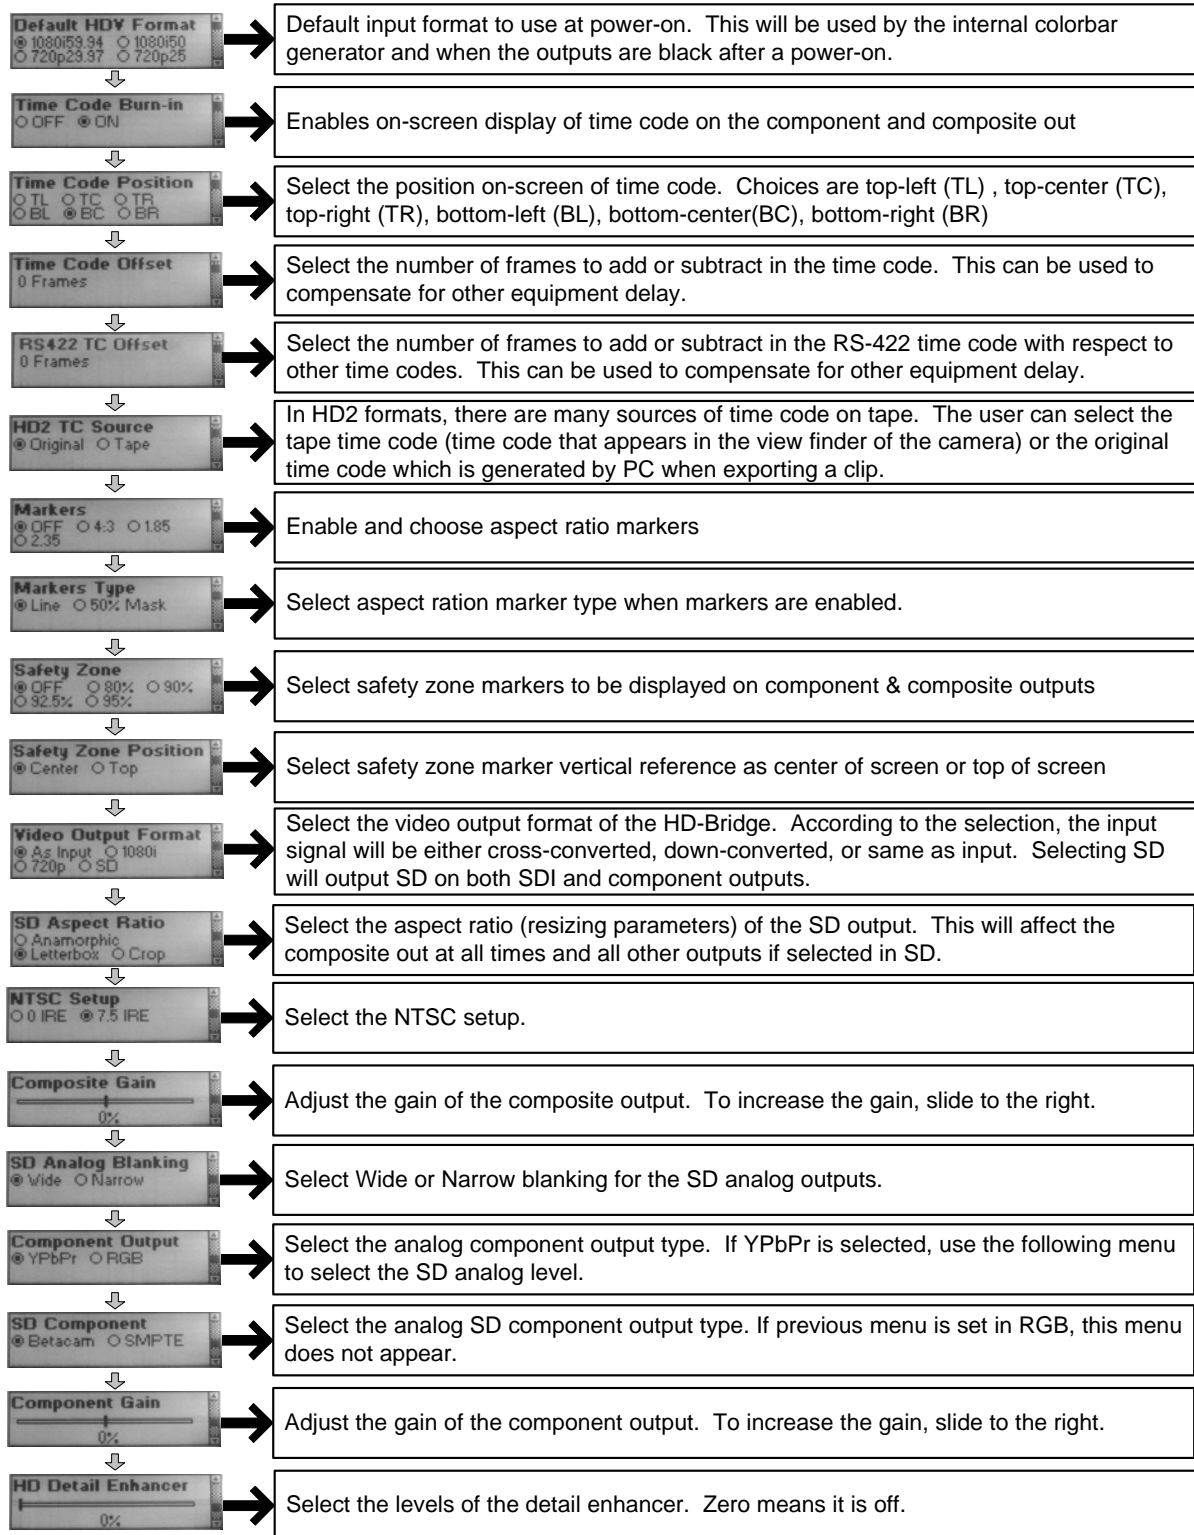 Default HDV Format
1080i59.94 1080i50
720p29.97 720p25
Default input format to use at power-on. This will be used by the internal colorbar
generator and when the outputs are black after a power-on.
Time Code Burn-in
OFF ON
Enables on-screen display of time code on the component and composite out
Time Code Position
TL TC TR
BL BC BR
Select the position on-screen of time code. Choices are top-left (TL) , top-center (TC),
top-right (TR), bottom-left (BL), bottom-center(BC), bottom-right (BR)
Time Code Offset
0 Frames
Select the number of frames to add or subtract in the time code. This can be used to
compensate for other equipment delay.
RS422 TC Offset
0 Frames
Select the number of frames to add or subtract in the RS-422 time code with respect to
other time codes. This can be used to compensate for other equipment delay.
HD2 TC Source
Original Tape
In HD2 formats, there are many sources of time code on tape. The user can select the
tape time code (time code that appears in the view finder of the camera) or the original
time code which is generated by PC when exporting a clip.
Markers
OFF 4:3 1.85
2.35
Enable and choose aspect ratio markers
Markers Type
Line 50% Mask
Select aspect ration marker type when markers are enabled.
Safety Zone
OFF 80% 90%
92.5% 95%
Select safety zone markers to be displayed on component & composite outputs
Safety Zone Position
Center Top
Select safety zone marker vertical reference as center of screen or top of screen
Video Output Format
As Input 1080i
720p SD
Select the video output format of the HD-Bridge. According to the selection, the input
signal will be either cross-converted, down-converted, or same as input. Selecting SD
will output SD on both SDI and component outputs.
SD Aspect Ratio
Anamorphic
Letterbox Crop
Select the aspect ratio (resizing parameters) of the SD output. This will affect the
composite out at all times and all other outputs if selected in SD.
NTSC Setup
0 IRE 7.5 IRE
Select the NTSC setup.
Composite Gain
0%
Adjust the gain of the composite output. To increase the gain, slide to the right.
SD Analog Blanking
Wide Narrow
Select Wide or Narrow blanking for the SD analog outputs.
Component Output
YPbPr RGB
Select the analog component output type. If YPbPr is selected, use the following menu
to select the SD analog level.
SD Component
Betacam SMPTE
Select the analog SD component output type. If previous menu is set in RGB, this menu
does not appear.
Component Gain
0%
Adjust the gain of the component output. To increase the gain, slide to the right.
HD Detail Enhancer
0%
Select the levels of the detail enhancer. Zero means it is off.